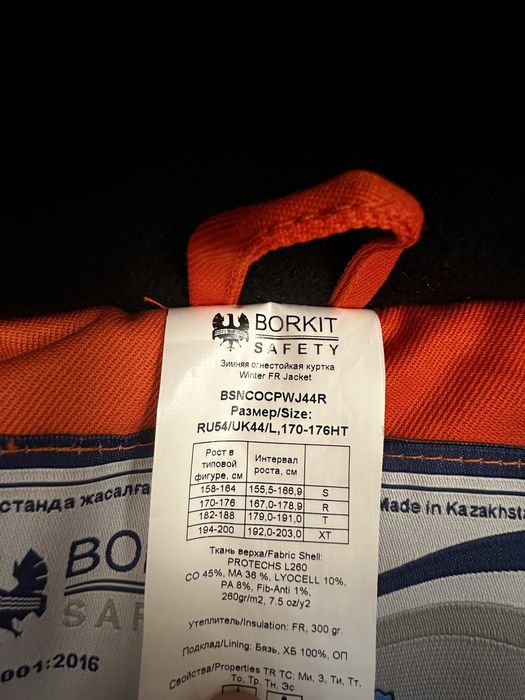 BORKIT
SAFETY
Зимняя огнестойкая куртка
Winter FR Jacket
BSNCOCPWJ44R
Размер/Size:
RU54/UK44/L,170-176HT
Рост в типовой фигуре, см Интервал роста, см
158-164 155,5-166,9 S
170-176 167,0-178,9 R
182-188 179,0-191,0 T
194-200 192,0-203,0 XT
Ткань верха/Fabric Shell:
PROTECHS L260
CO 45%, MA 36 %, LYOCELL 10%,
PA 8%, Fib-Anti 1%,
260gr/m2, 7.5 oz/y2
утеплитель/Insulation: FR, 300 gr.
Подклад/Lining: Бязь, ХБ 100%, ОП
Свойства/Properties TR TC: Ми, З, Ти, Тт,
То, Тр, Тн, Эс
Made in Kazakhsta
BO
SA
001:2016